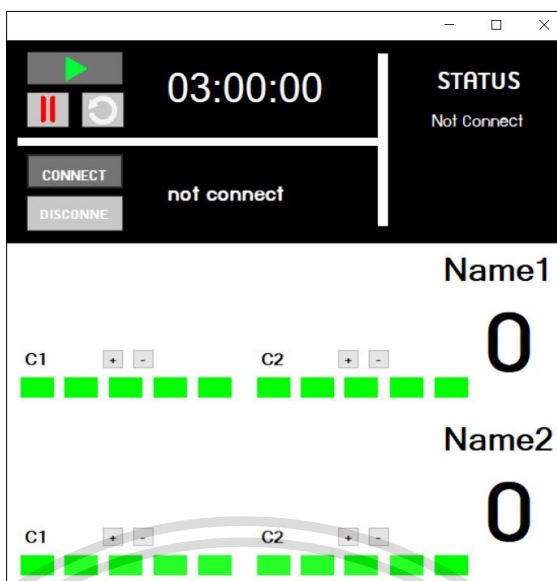 03:00:00
STATUS
Not Connect
CONNECT
not connect
DISCONNE
Name1
0
C1 + - C2 + -
Name2
0
C1 + - C2 + -